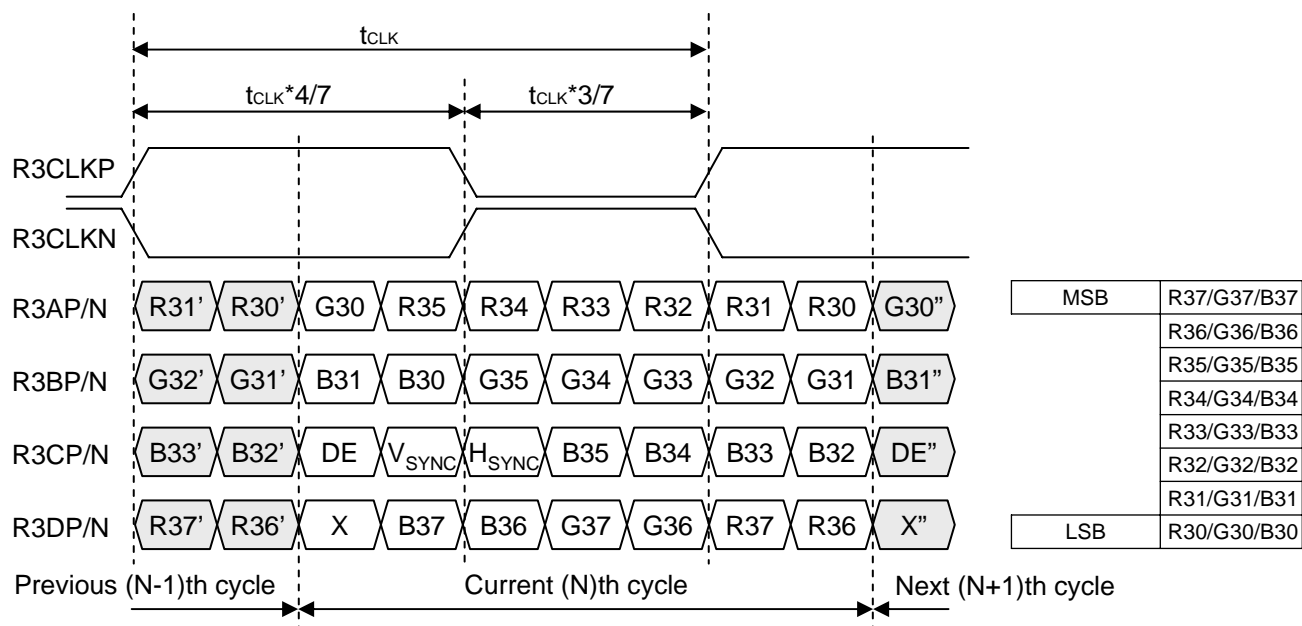 tCLK
tCLK*4/7 tCLK*3/7
R3CLKP
R3CLKN
R3AP/N R31’ R30’ G30 R35 R34 R33 R32 R31 R30 G30”
R3BP/N G32’ G31’ B31 B30 G35 G34 G33 G32 G31 B31”
R3CP/N B33’ B32’ DE VSYNC HSYNC B35 B34 B33 B32 DE”
R3DP/N R37’ R36’ X B37 B36 G37 G36 R37 R36 X”
Previous (N-1)th cycle Current (N)th cycle Next (N+1)th cycle
MSB R37/G37/B37
R36/G36/B36
R35/G35/B35
R34/G34/B34
R33/G33/B33
R32/G32/B32
R31/G31/B31
LSB R30/G30/B30